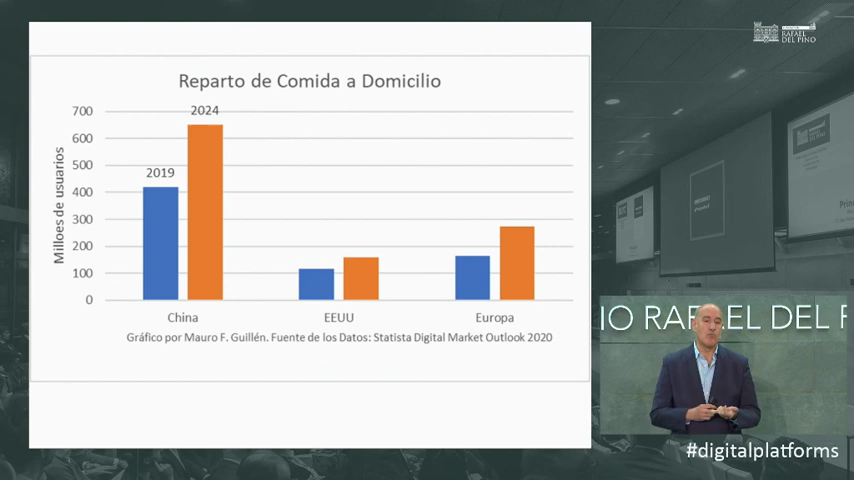 RAFAEL
DEL PINO
Reparto de Comida a Domicilio
Milloes de usuarios
700
600
500
400
300
200
100
0
2019
2024
China
EEUU
Europa
Gráfico por Mauro F. Guillén. Fuente de los Datos: Statista Digital Market Outlook 2020
IO RAFAEL DEL
#digitalplatforms